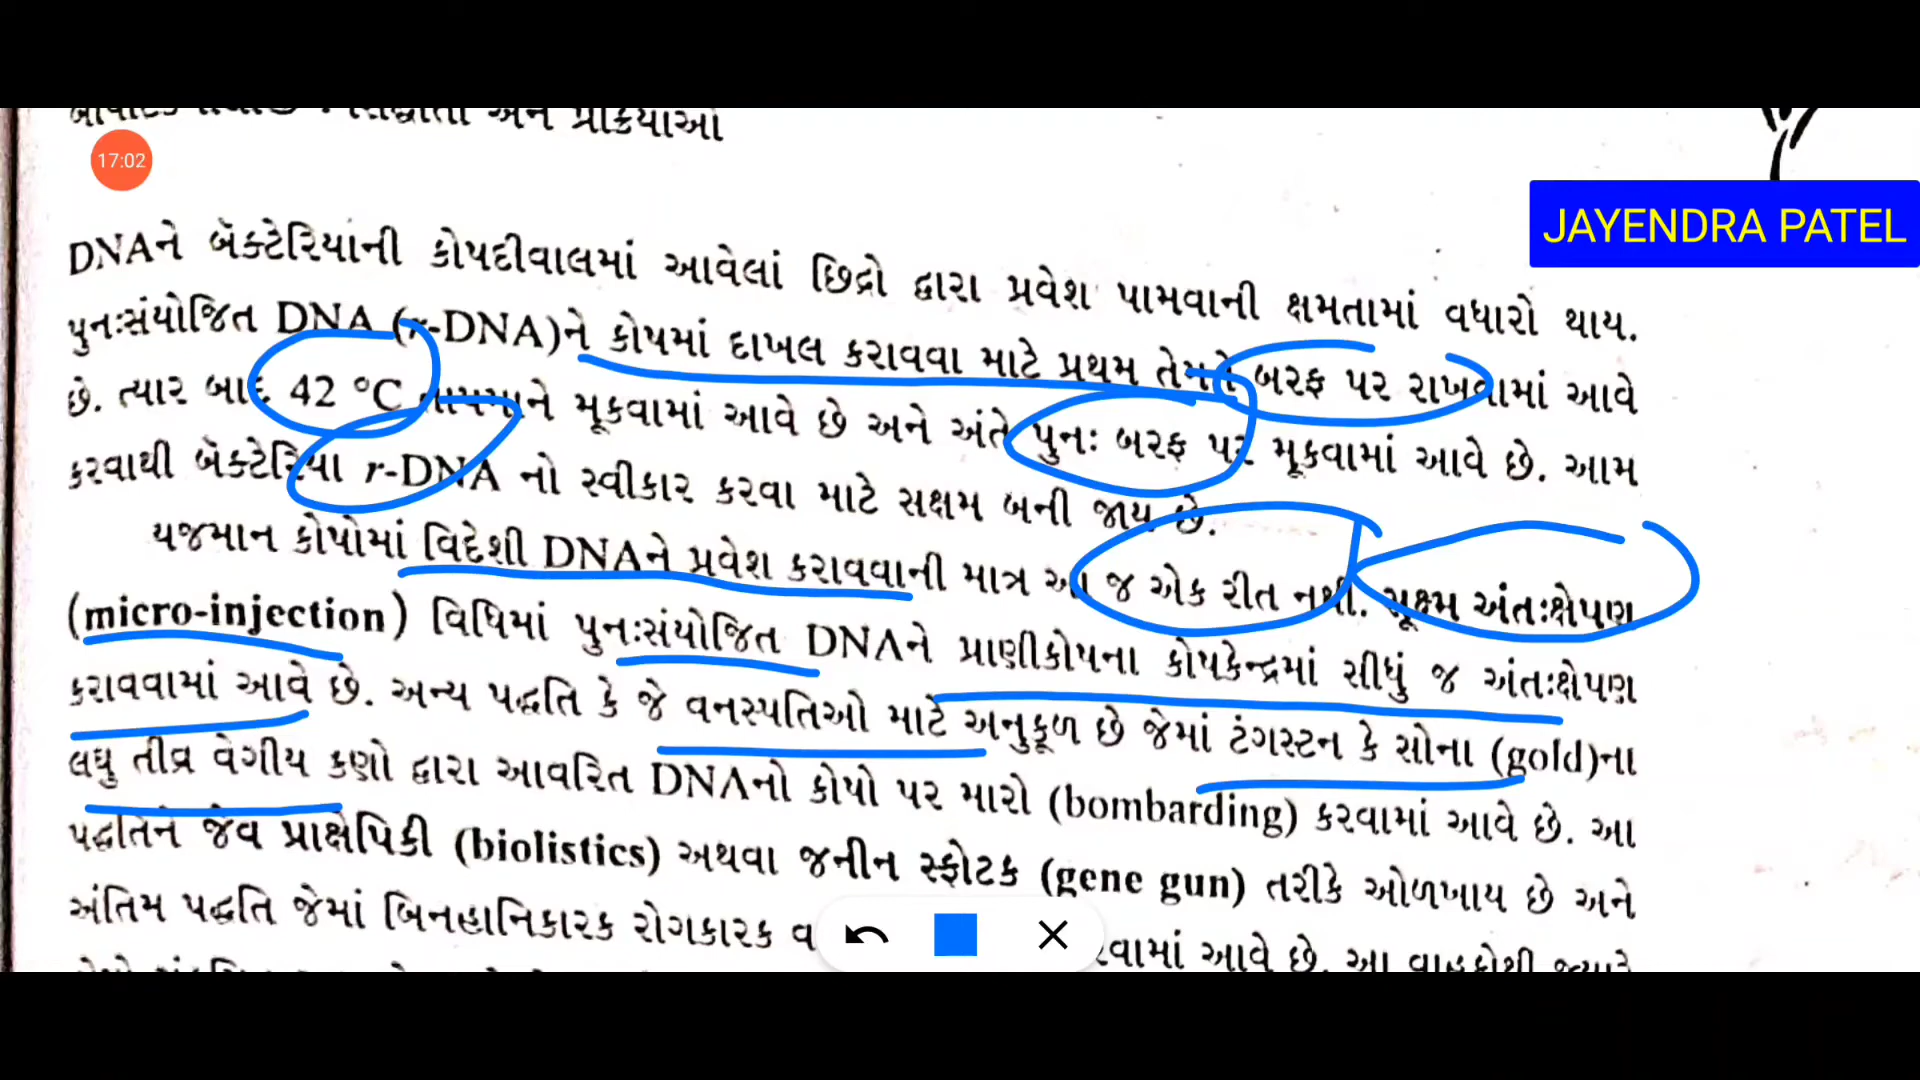 સિદ્ધાંતો અને પ્રક્રિયાઓ
17:02
JAYENDRA PATEL
DNAને બૅક્ટેરિયાની કોષદીવાલમાં આવેલાં છિદ્રો દ્વારા પ્રવેશ પામવાની ક્ષમતામાં વધારો થાય.
પુનઃસંયોજિત DNA (r-DNA)ને કોષમાં દાખલ કરાવવા માટે પ્રથમ તેમને બરફ પર રાખવામાં આવે
છે. ત્યાર બાદ 42 °C તાપમાને મૂકવામાં આવે છે અને અંતે પુનઃ બરફ પર મૂકવામાં આવે છે. આમ
કરવાથી બૅક્ટેરિયા r-DNA નો સ્વીકાર કરવા માટે સક્ષમ બની જાય છે.
યજમાન કોષોમાં વિદેશી DNAને પ્રવેશ કરાવવાની માત્ર આ જ એક રીત નથી. સૂક્ષ્મ અંતઃક્ષેપણ
(micro-injection) વિધિમાં પુનઃસંયોજિત DNAને પ્રાણીકોષના કોષકેન્દ્રમાં સીધું જ અંતઃક્ષેપણ
કરાવવામાં આવે છે. અન્ય પદ્ધતિ કે જે વનસ્પતિઓ માટે અનુકૂળ છે જેમાં ટંગસ્ટન કે સોના (gold)ના
લઘુ તીવ્ર વેગીય કણો દ્વારા આવરિત DNAનો કોષો પર મારો (bombarding) કરવામાં આવે છે. આ
પદ્ધતિને જૈવ પ્રાક્ષેપિકી (biolistics) અથવા જનીન સ્ફોટક (gene gun) તરીકે ઓળખાય છે અને
અંતિમ પદ્ધતિ જેમાં બિનહાનિકારક રોગકારક આવે છે. આ વાહકોથી જ્યારે